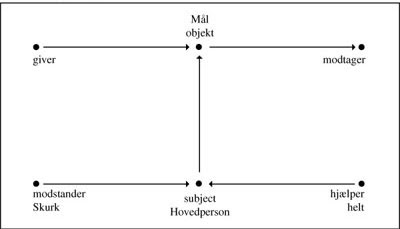 Mål
objekt
giver
modtager
modstander
Skurk
subject
Hovedperson
hjælper
helt